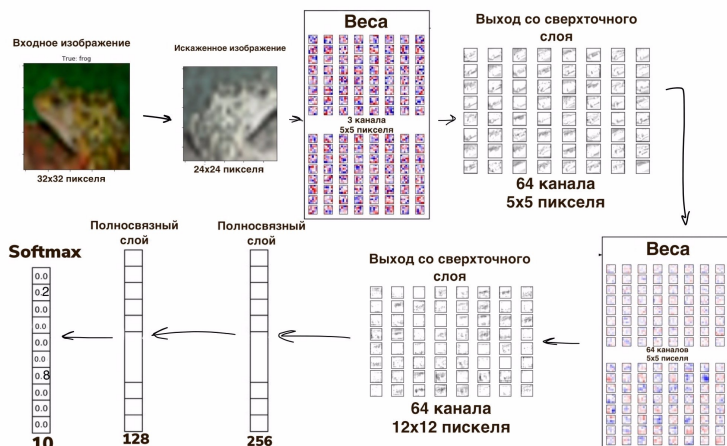 Входное изображение
True: frog
32x32 пикселя
Искаженное изображение
24x24 пикселя
Веса
3 канала
5x5 пикселя
Выход со сверхточного
слоя
64 канала
5x5 пикселя
Веса
64 каналов
5x5 писеля
Выход со сверхточного
слоя
64 канала
12x12 пискеля
Полносвязный
слой
256
Полносвязный
слой
128
Softmax
0.0
0.2
0.0
0.0
0.0
0.0
0.8
0.0
0.0
0.0
10